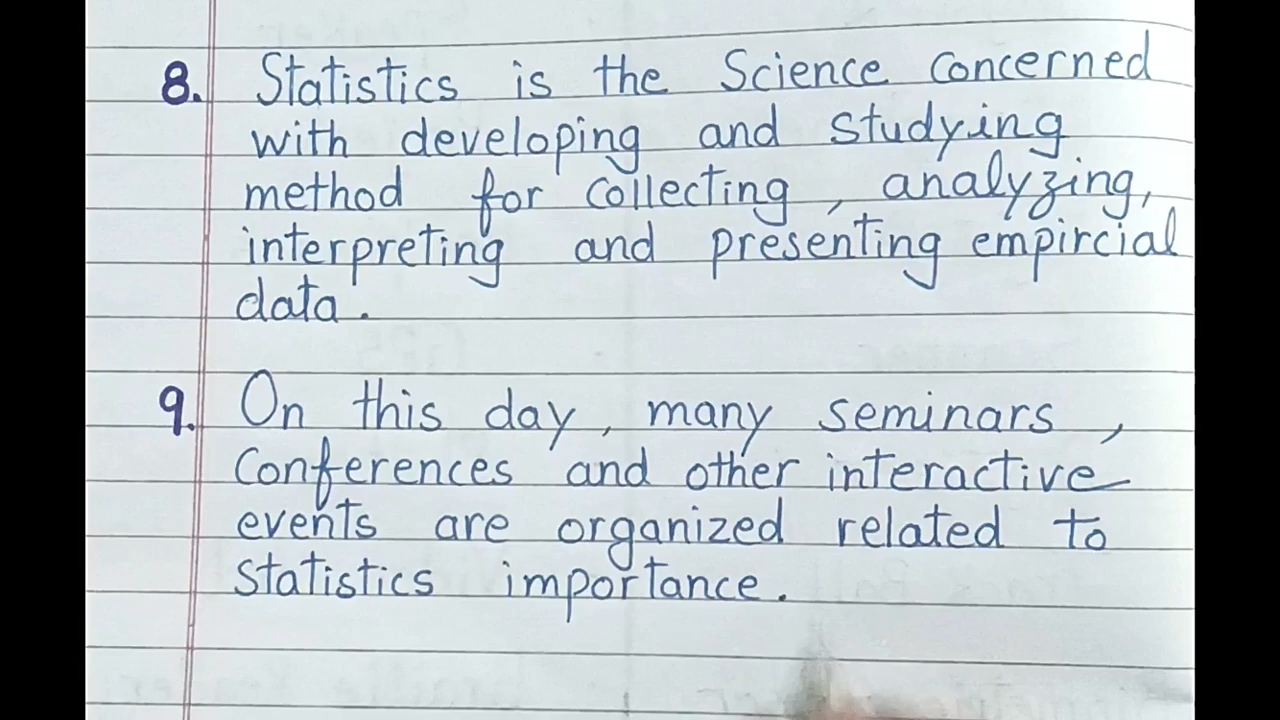 8. Statistics is the Science concerned
with developing and studying
method for collecting, analyzing,
interpreting and presenting empircial
data.
9. On this day, many seminars,
Conferences and other interactive
events are organized related to
statistics importance.